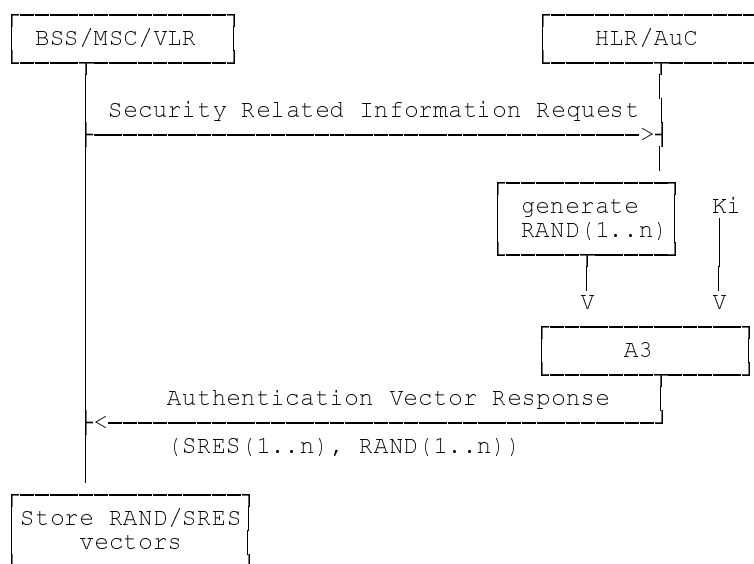 BSS/MSC/VLR
HLR/AuC
Security Related Information Request
generate
RAND(1..n)
Ki
V
V
A3
Authentication Vector Response
(SRES(1..n), RAND(1..n))
Store RAND/SRES
vectors